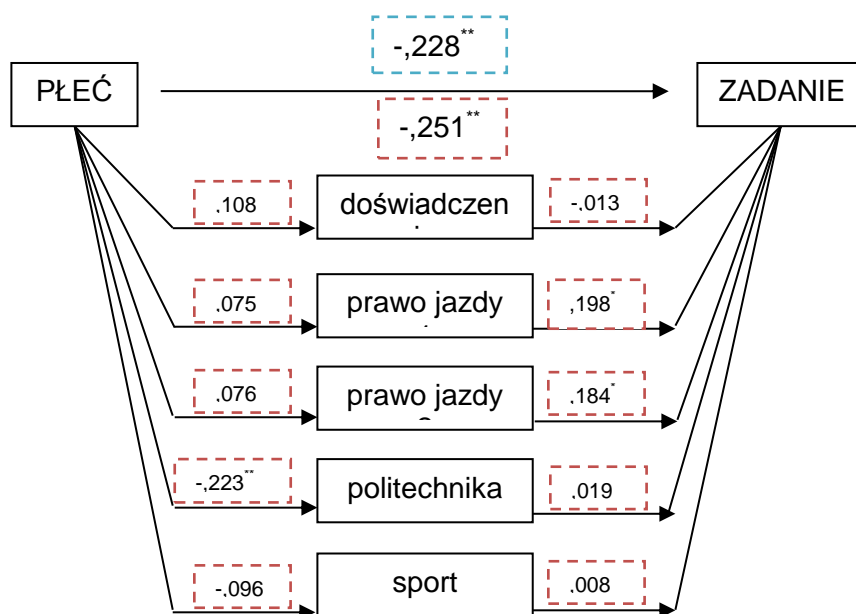 -,228**
PŁEĆ
ZADANIE
-,251**
,108
doświadczen
-,013
,075
prawo jazdy
,198*
,076
prawo jazdy
,184*
-,223**
politechnika
,019
-,096
sport
,008